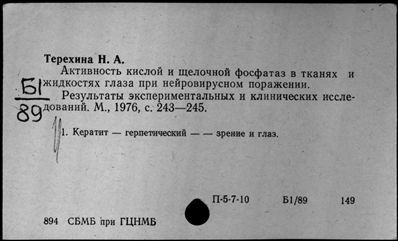 Терехина Н. А.
Активность кислой и щелочной фосфатаз в тканях и
жидкостях глаза при нейровирусном поражении.
Б1
Результаты экспериментальных и клинических иссле-
89
дований. М., 1976, с. 243—245.
1. Кератит — герпетический — — зрение и глаз.
П-5-7-10 Б1/89 149
894 СБМБ при ГЦНМБ